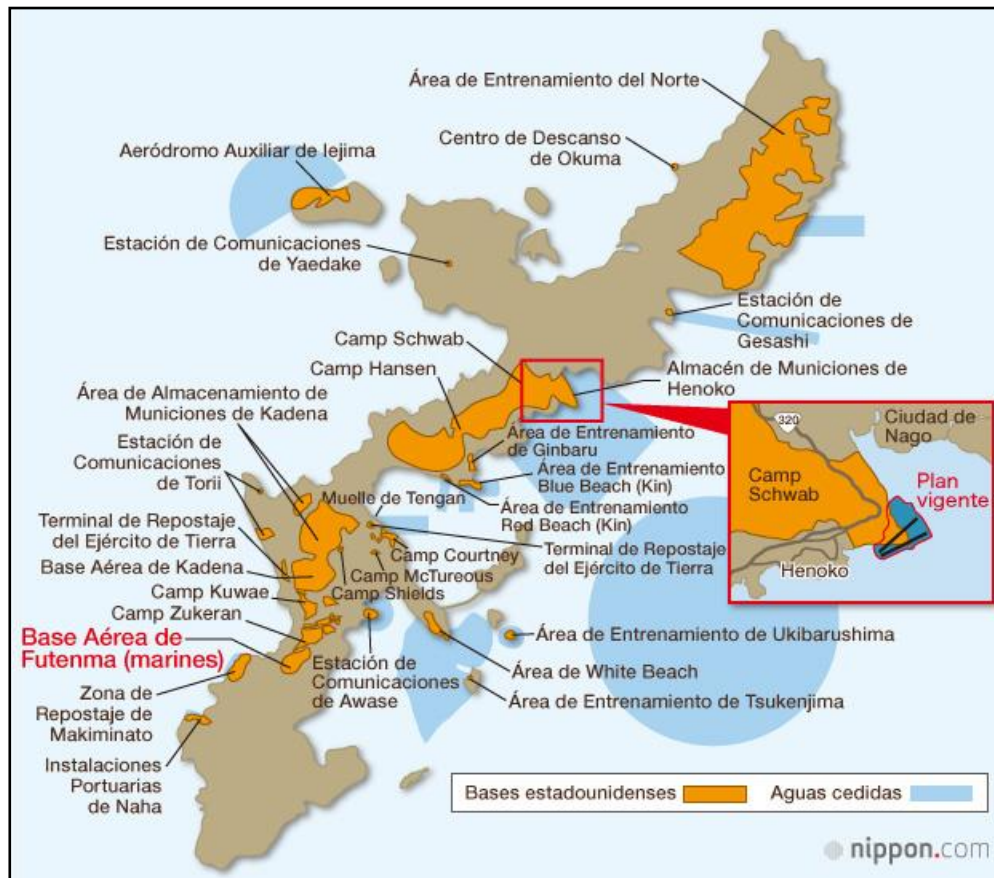 Área de Entrenamiento del Norte
Centro de Descanso
de Okuma
Aeródromo Auxiliar de Iejima
Estación de Comunicaciones
de Yaedake
Estación de
Comunicaciones de
Gesashi
Camp Schwab
Camp Hansen
Almacén de Municiones de
Henoko
Área de Almacenamiento de
Municiones de Kadena
Estación de
Comunicaciones
de Torii
Área de Entrenamiento
de Ginbaru
Área de Entrenamiento
Blue Beach (Kin)
Muelle de Tengan
Área de Entrenamiento
Red Beach (Kin)
Terminal de Repostaje
del Ejército de Tierra
Camp Courtney
Terminal de Repostaje
del Ejército de Tierra
Base Aérea de Kadena
Camp McTureous
Camp Shields
Camp Kuwae
Camp Zukeran
Base Aérea de
Futenma (marines)
Estación de
Comunicaciones
de Awase
Área de Entrenamiento de Ukibarushima
Área de White Beach
Área de Entrenamiento de Tsukenjima
Zona de
Repostaje de
Makiminato
Instalaciones
Portuarias
de Naha
320
Ciudad de
Nago
Camp
Schwab
Plan
vigente
Henoko
Bases estadounidenses
Aguas cedidas
nippon.com